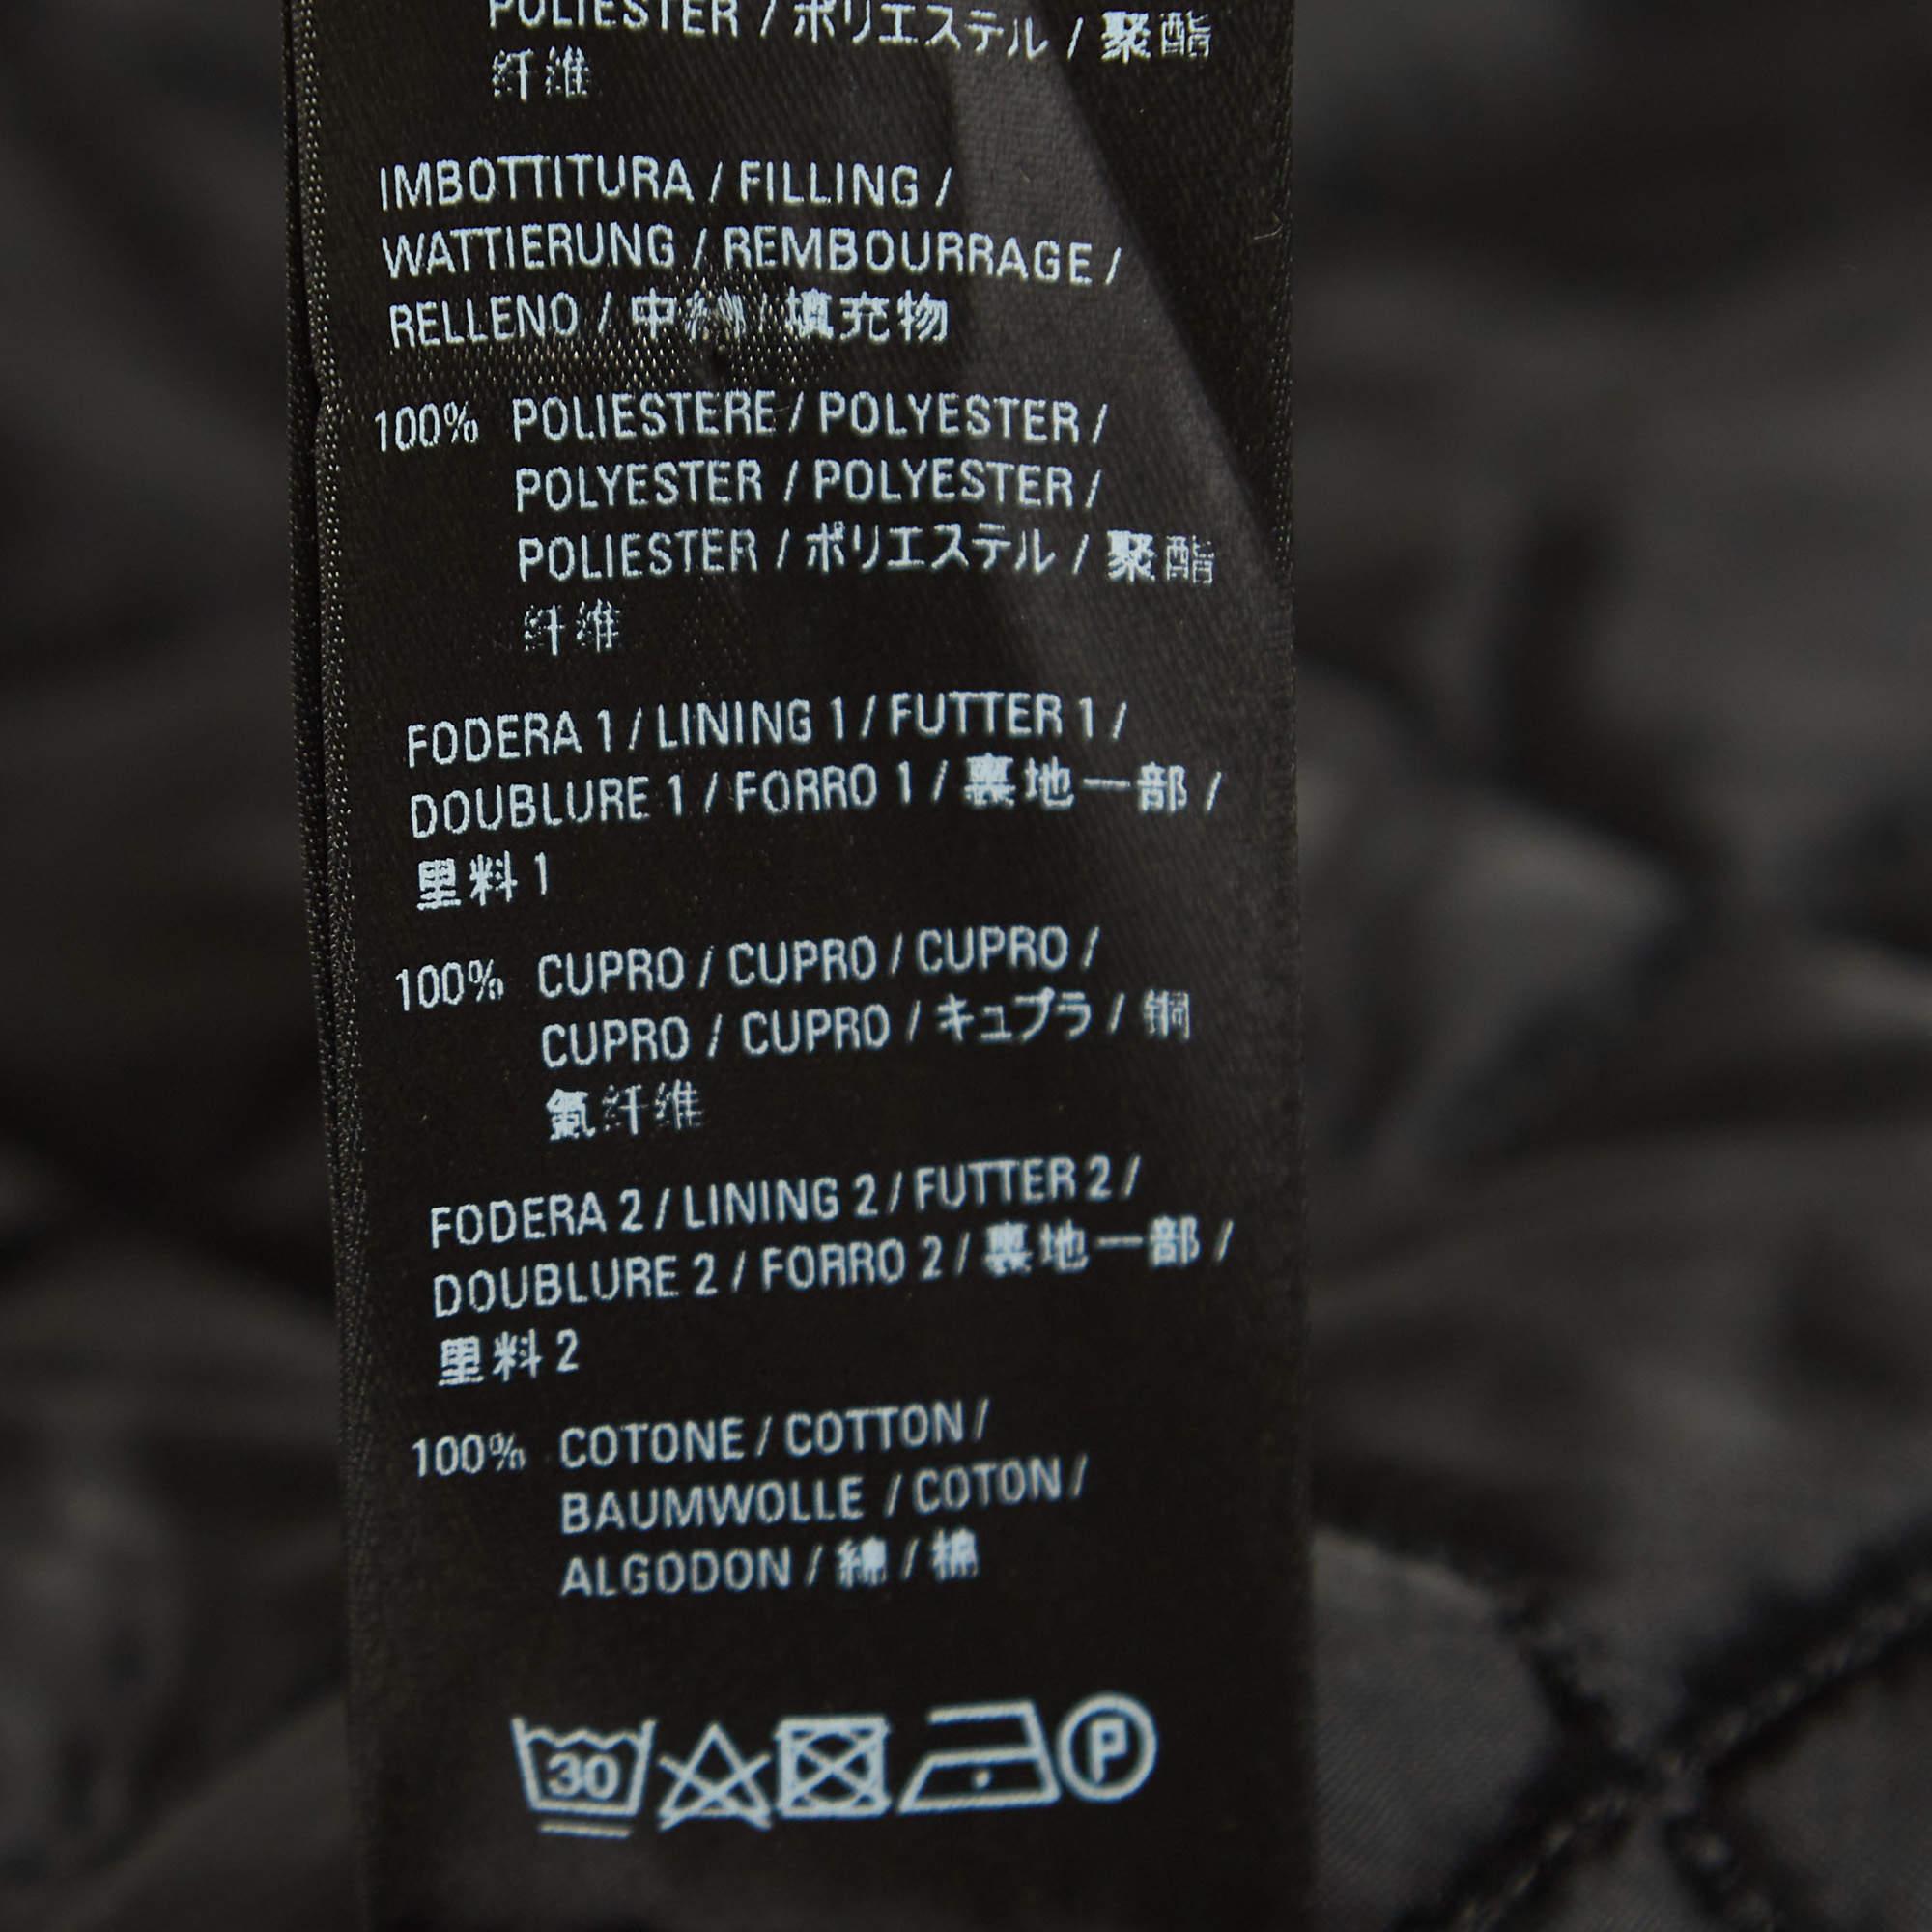 POLIESTER / ポリエステル / 聚酯
纤维
IMBOTTITURA / FILLING /
WATTIERUNG / REMBOURRAGE /
RELLENO / 中 / 填充物
100% POLIESTERE / POLYESTER /
POLYESTER / POLYESTER /
POLIESTER / ポリエステル / 聚酯
纤维
FODERA 1 / LINING 1 / FUTTER 1 /
DOUBLURE 1 / FORRO 1 / 裏地一部 /
里料 1
100% CUPRO / CUPRO / CUPRO /
CUPRO / CUPRO / キュプラ / 铜
氨纤维
FODERA 2 / LINING 2 / FUTTER 2 /
DOUBLURE 2 / FORRO 2 / 裏地一部 /
里料 2
100% COTONE / COTTON /
BAUMWOLLE / COTON /
ALGODON / 綿 / 棉
30 P